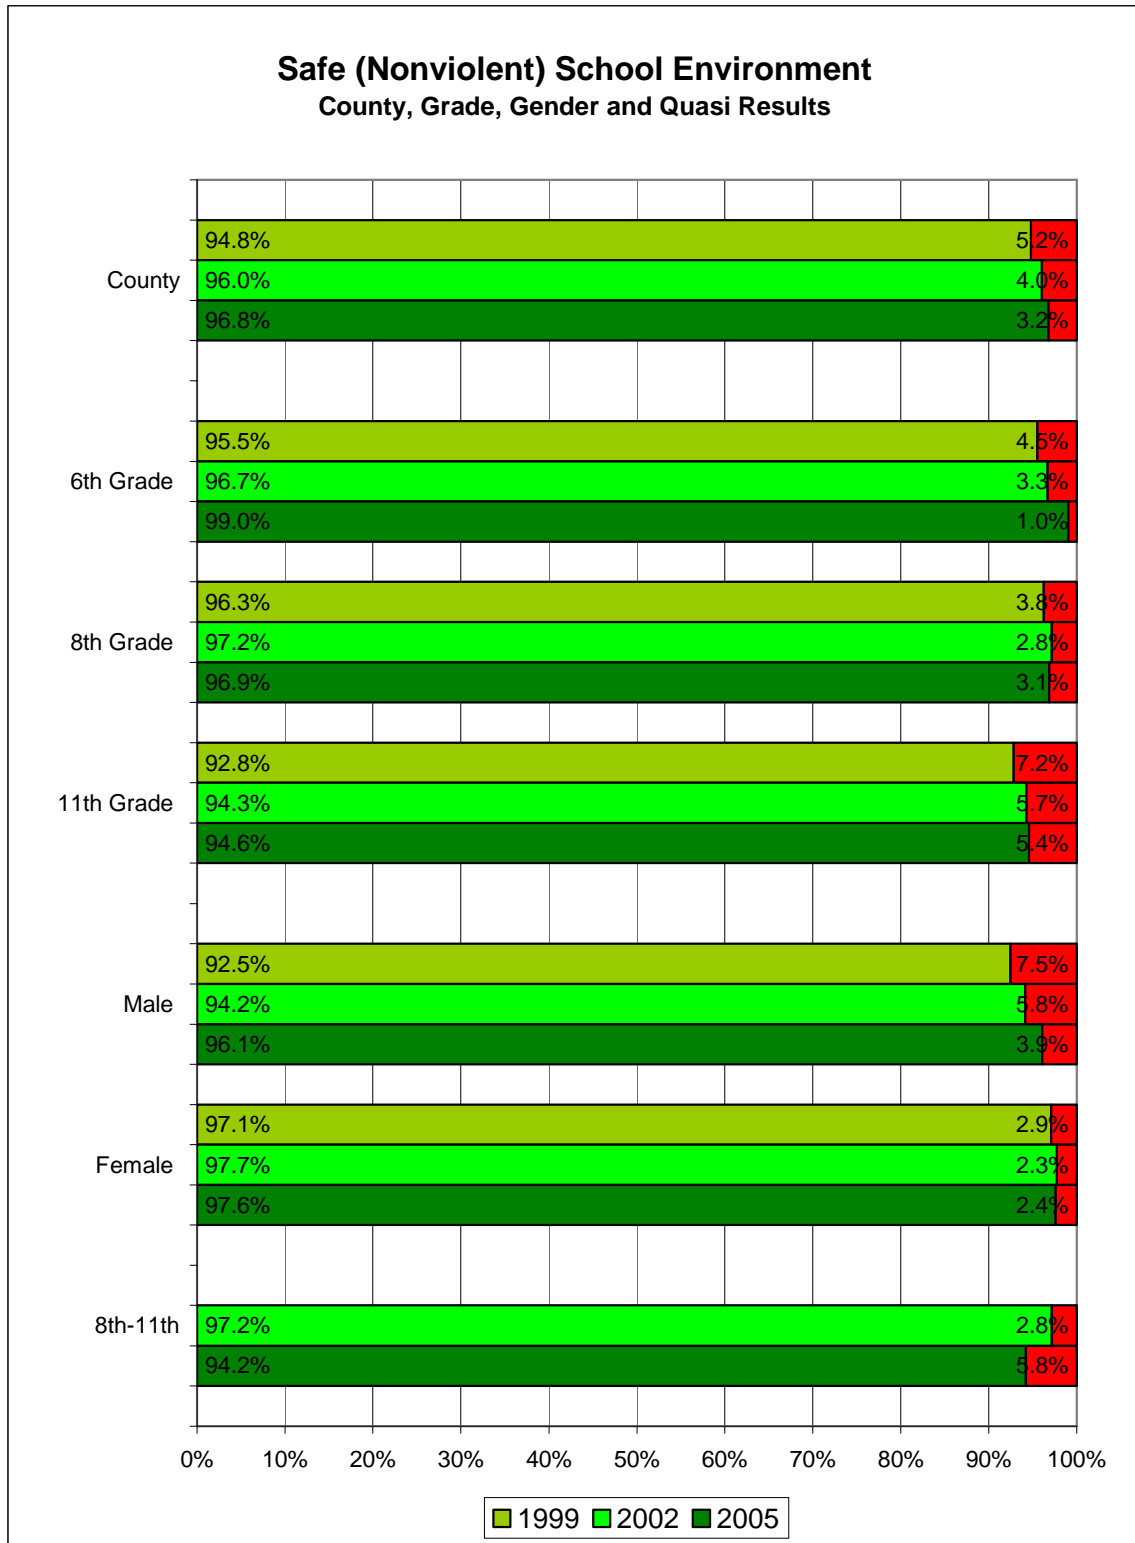 Safe (Nonviolent) School Environment
County, Grade, Gender and Quasi Results
94.8% 5.2%
County 96.0% 4.0%
96.8% 3.2%
95.5% 4.5%
6th Grade 96.7% 3.3%
99.0% 1.0%
96.3% 3.8%
8th Grade 97.2% 2.8%
96.9% 3.1%
92.8% 7.2%
11th Grade 94.3% 5.7%
94.6% 5.4%
92.5% 7.5%
Male 94.2% 5.8%
96.1% 3.9%
97.1% 2.9%
Female 97.7% 2.3%
97.6% 2.4%
8th-11th 97.2% 2.8%
94.2% 5.8%
0% 10% 20% 30% 40% 50% 60% 70% 80% 90% 100%
1999 2002 2005